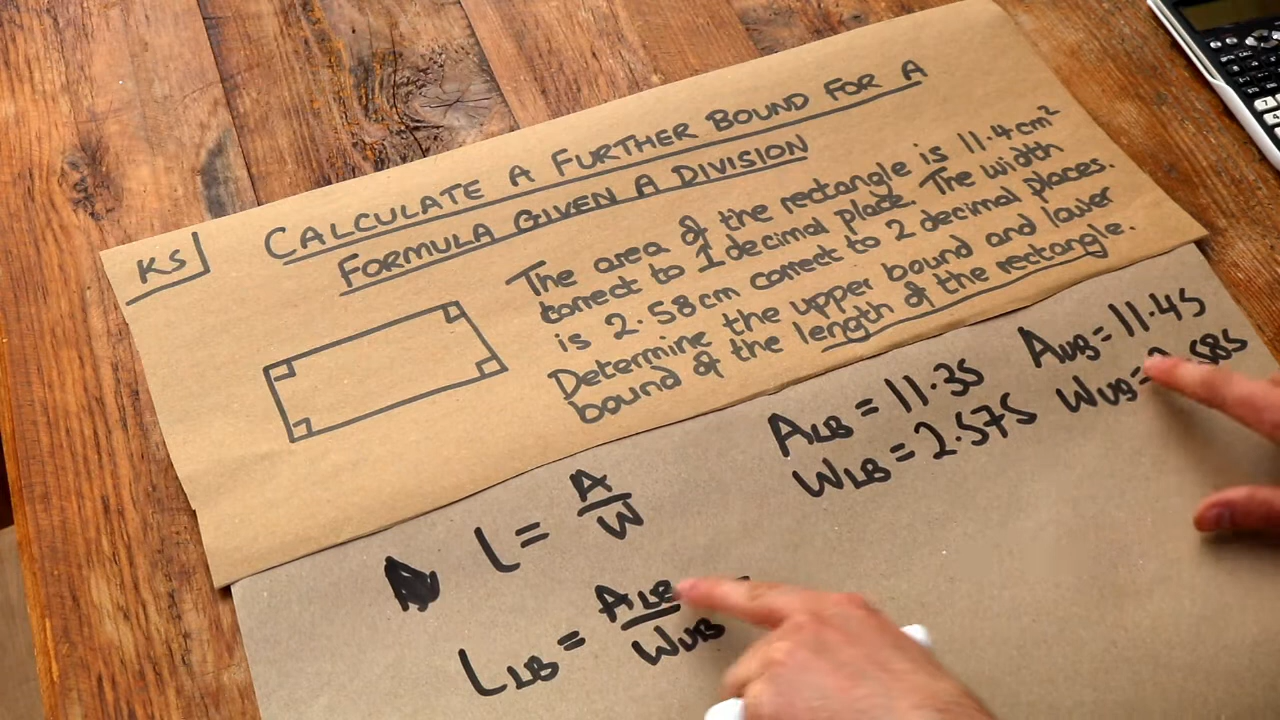 KS
CALCULATE A FURTHER BOUND FOR A
FORMULA GIVEN A DIVISION
The area of the rectangle is 11.4cm²
correct to 1 decimal place. The width
is 2.58cm correct to 2 decimal places.
Determine the upper bound and lower
bound of the length of the rectangle.
ALB = 11.35 AUB = 11.45
WLB = 2.575 WUB =
L = A
W
LLB = ALB
WUB